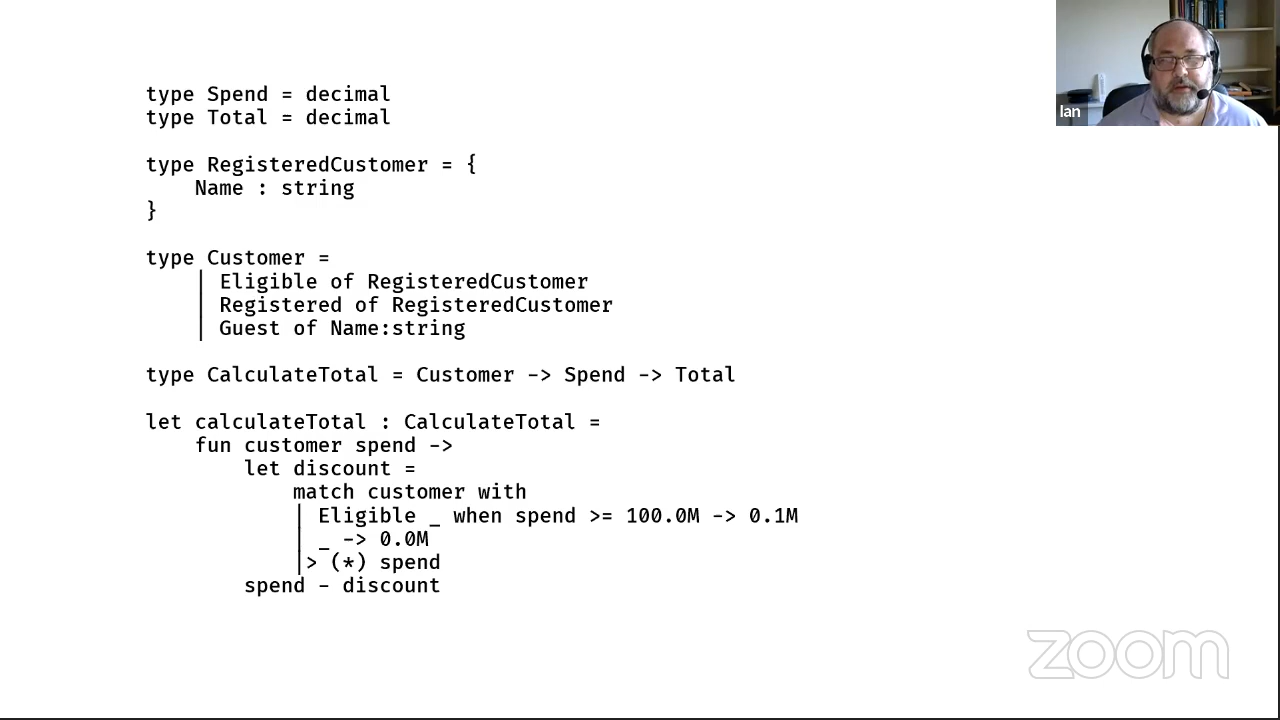 type Spend = decimal
type Total = decimal
type RegisteredCustomer = {
    Name : string
}
type Customer =
    | Eligible of RegisteredCustomer
    | Registered of RegisteredCustomer
    | Guest of Name:string
type CalculateTotal = Customer -> Spend -> Total
let calculateTotal : CalculateTotal =
    fun customer spend ->
        let discount =
            match customer with
            | Eligible _ when spend >= 100.0M -> 0.1M
            | _ -> 0.0M
            |> (*) spend
        spend - discount
Ian
zoom